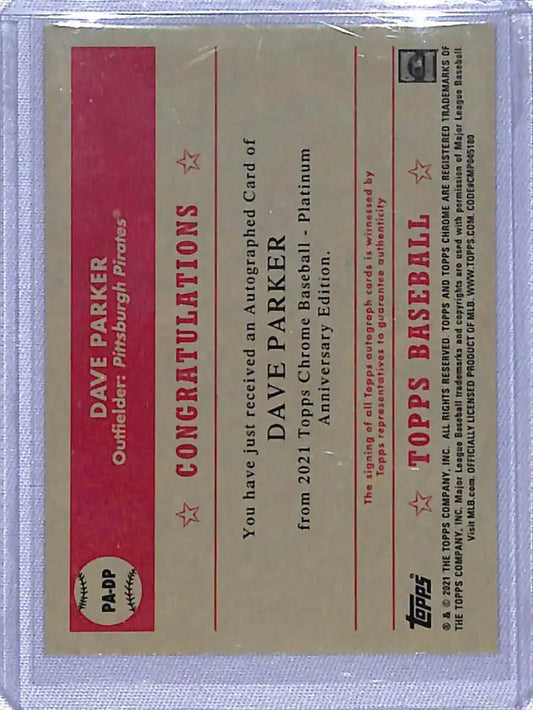 PA-DP
DAVE PARKER
Outfielder: Pittsburgh Pirates®
CONGRATULATIONS
You have just received an Autographed Card of
DAVE PARKER
from 2021 Topps Chrome Baseball - Platinum
Anniversary Edition.
The signing of all Topps autograph cards is witnessed by
Topps representatives to guarantee authenticity
TOPPS BASEBALL
Topps
® & © 2021 THE TOPPS COMPANY, INC. ALL RIGHTS RESERVED. TOPPS AND TOPPS CHROME ARE REGISTERED TRADEMARKS OF
THE TOPPS COMPANY, INC. Major League Baseball trademarks and copyrights are used with permission of Major League Baseball.
Visit MLB.com. OFFICIALLY LICENSED PRODUCT OF MLB. WWW.TOPPS.COM. CODE#CMP065180